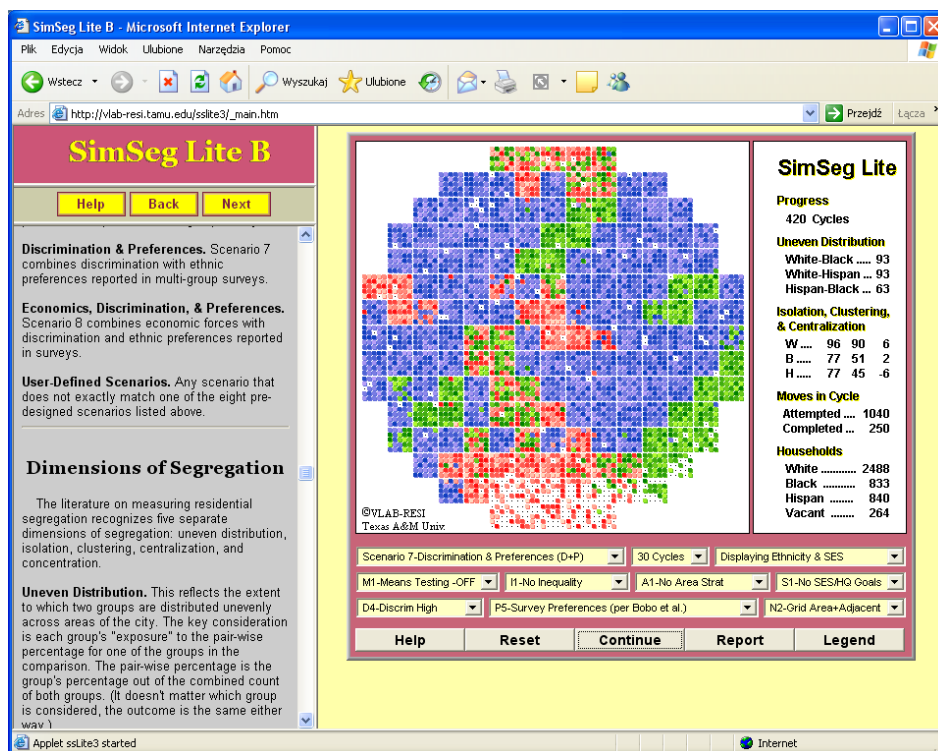 SimSeg Lite B - Microsoft Internet Explorer
Plik Edycja Widok Ulubione Narzędzia Pomoc
Wstecz Wyszukaj Ulubione
Adres http://vlab-resi.tamu.edu/sslite3/_main.htm Przejdź Łącza »
SimSeg Lite B
Help Back Next
Discrimination & Preferences. Scenario 7
combines discrimination with ethnic
preferences reported in multi-group surveys.
Economics, Discrimination, & Preferences.
Scenario 8 combines economic forces with
discrimination and ethnic preferences reported
in surveys.
User-Defined Scenarios. Any scenario that
does not exactly match one of the eight pre-
designed scenarios listed above.
Dimensions of Segregation
The literature on measuring residential
segregation recognizes five separate
dimensions of segregation: uneven distribution,
isolation, clustering, centralization, and
concentration.
Uneven Distribution. This reflects the extent
to which two groups are distributed unevenly
across areas of the city. The key consideration
is each group's "exposure" to the pair-wise
percentage for one of the groups in the
comparison. The pair-wise percentage is the
group's percentage out of the combined count
of both groups. (It doesn't matter which group
is considered, the outcome is the same either
way.)
©VLAB-RESI
Texas A&M Univ.
SimSeg Lite
Progress
420 Cycles
Uneven Distribution
White-Black ..... 93
White-Hispan ... 93
Hispan-Black ... 63
Isolation, Clustering,
& Centralization
W .... 96 90 6
B ..... 77 51 2
H .... 77 45 -6
Moves in Cycle
Attempted .... 1040
Completed ... 250
Households
White ............ 2488
Black ........... 833
Hispan ........ 840
Vacant ....... 264
Scenario 7-Discrimination & Preferences (D+P) 30 Cycles Displaying Ethnicity & SES
M1-Means Testing -OFF I1-No Inequality A1-No Area Strat S1-No SES/HQ Goals
D4-Discrim High P5-Survey Preferences (per Bobo et al.) N2-Grid Area+Adjacent
Help Reset Continue Report Legend
Applet ssLite3 started Internet